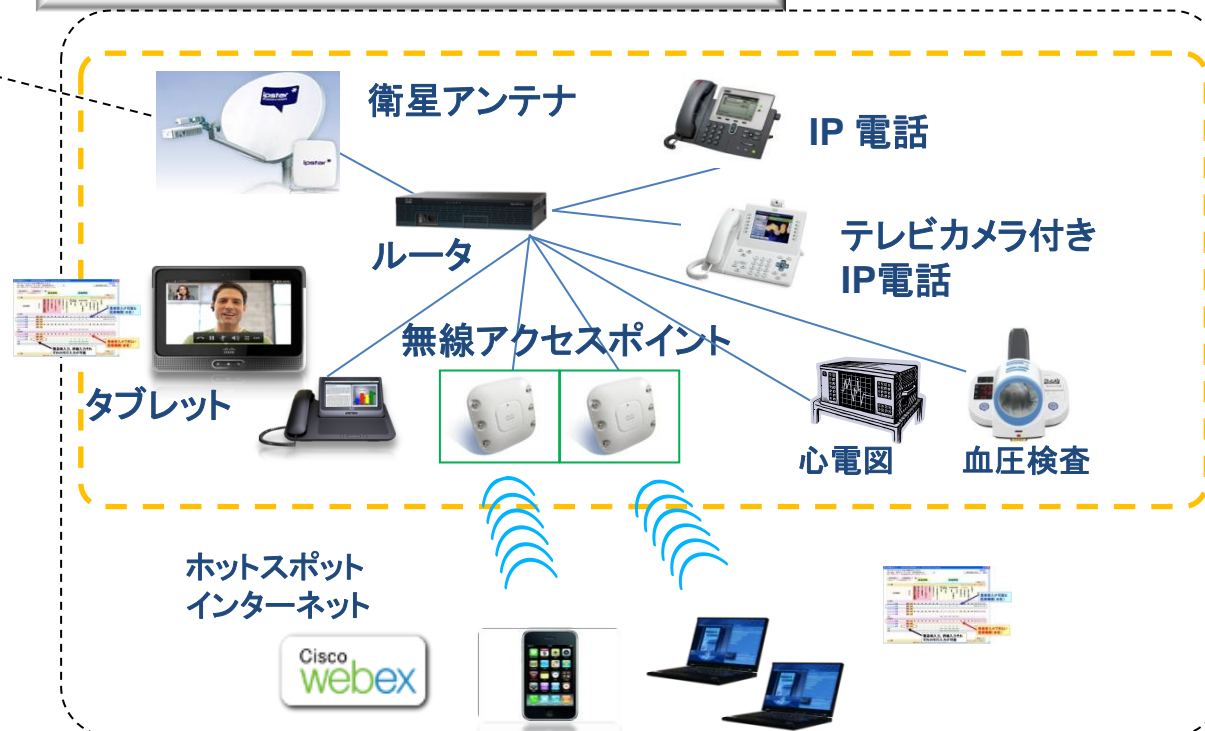 衛星アンテナ
ipstar
ipstar
IP 電話
ルータ
テレビカメラ付き
IP電話
無線アクセスポイント
タブレット
心電図
血圧検査
ホットスポット
インターネット
Cisco
webex